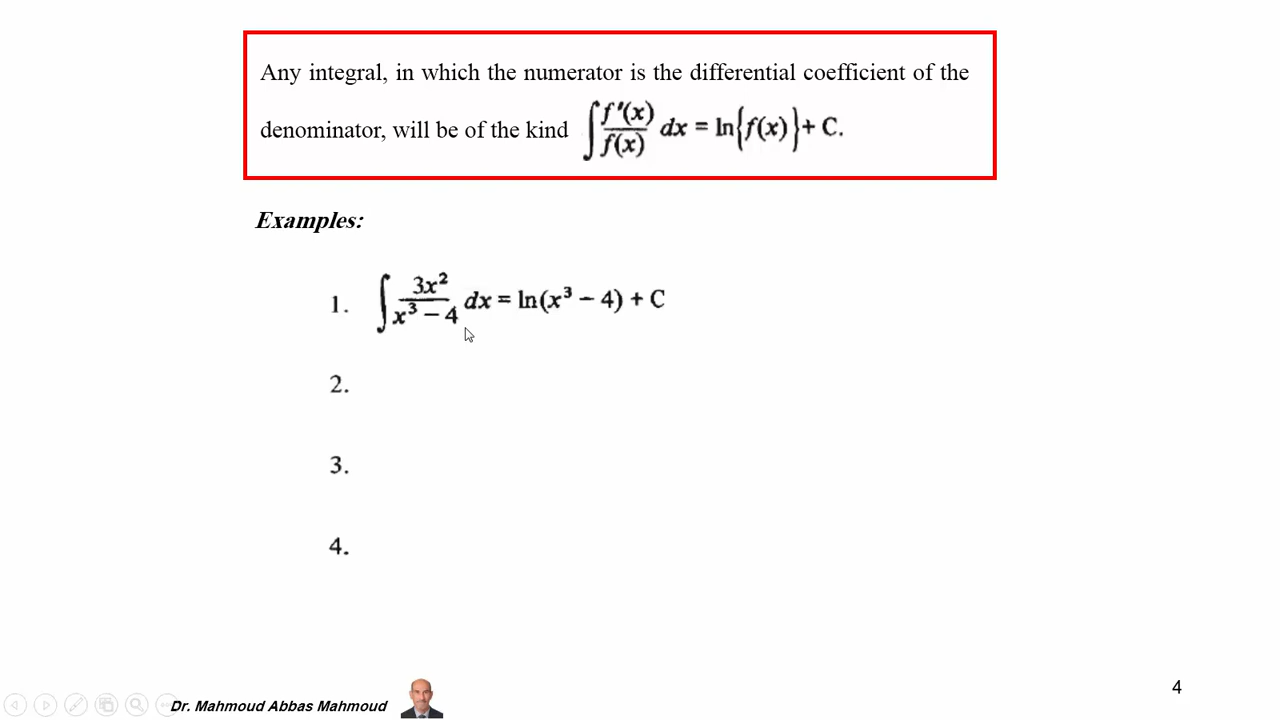 Any integral, in which the numerator is the differential coefficient of the
denominator, will be of the kind ∫ f'(x)/f(x) dx = ln{f(x)} + C.
Examples:
1. ∫ 3x²/(x³ − 4) dx = ln(x³ − 4) + C
2.
3.
4.
Dr. Mahmoud Abbas Mahmoud
4